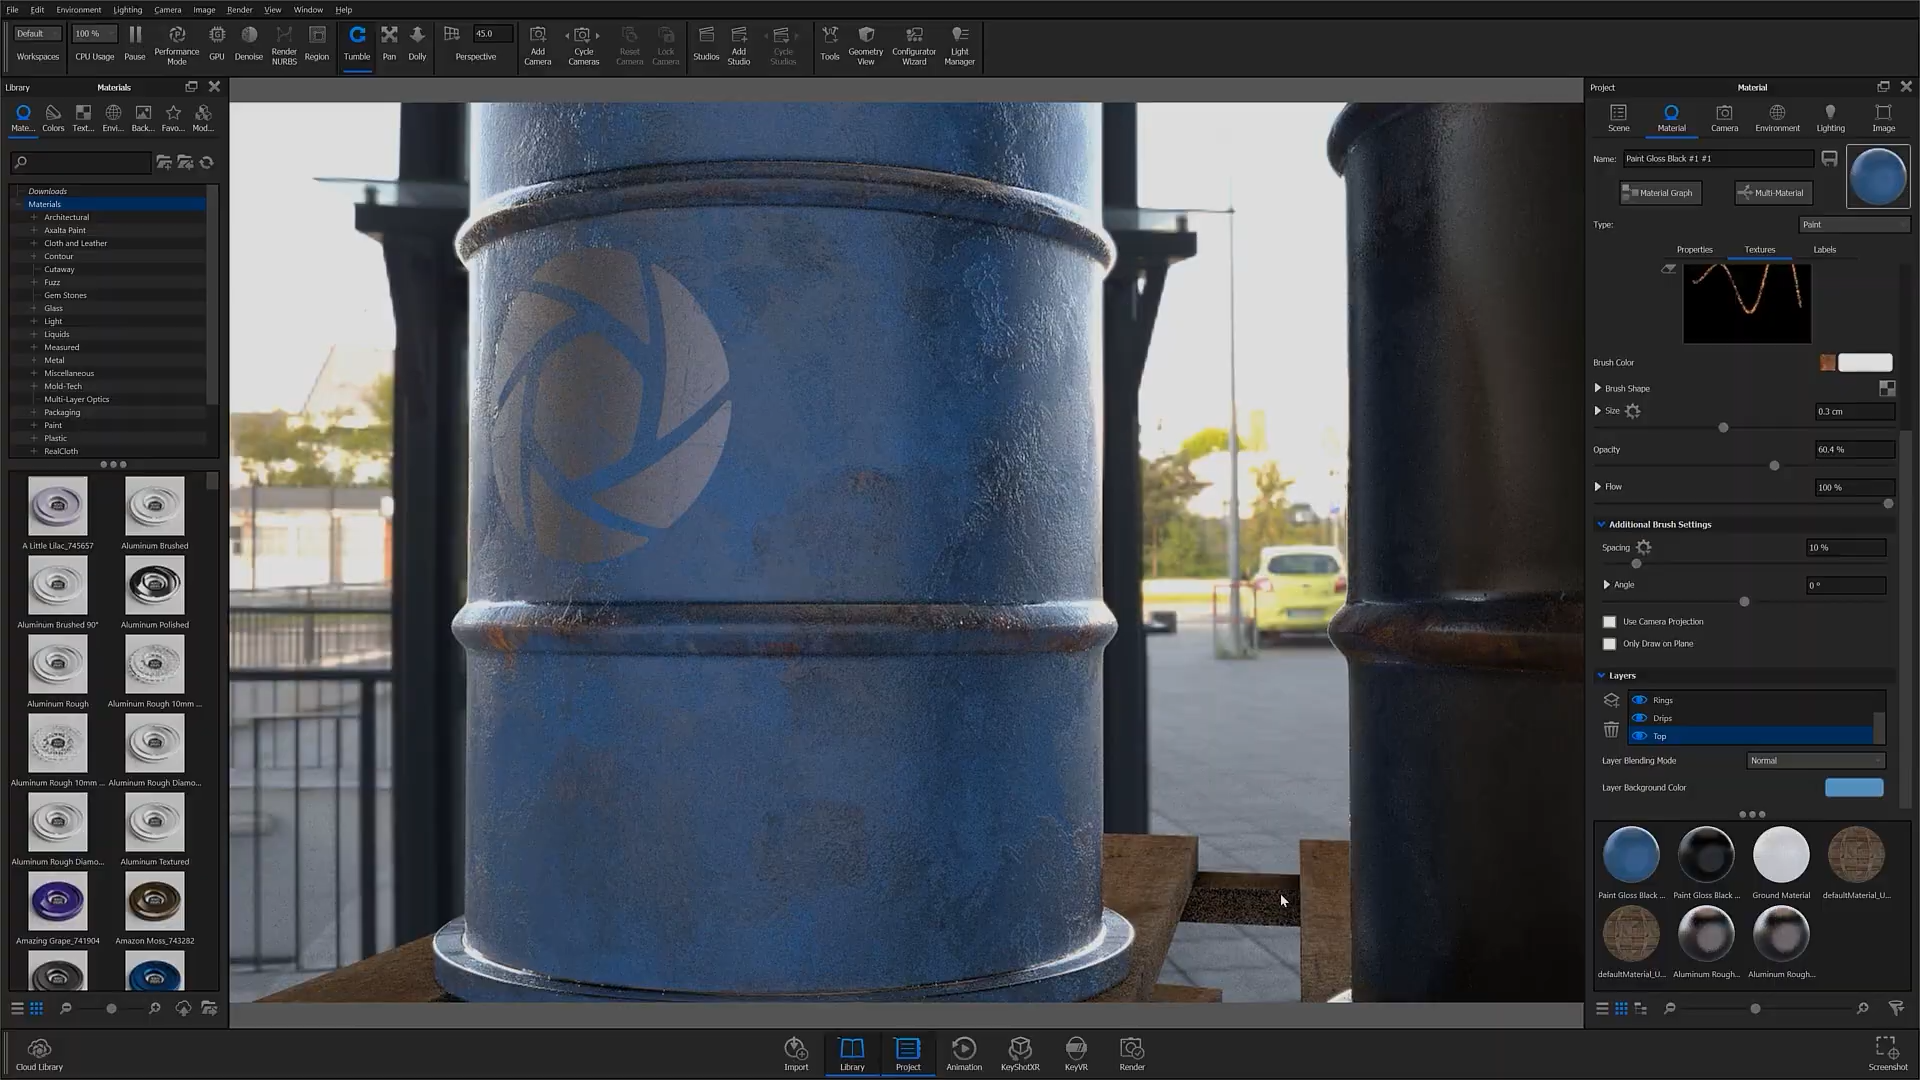 File Edit Environment Lighting Camera Image Render View Window Help
Default 100 % 45.0
Workspaces CPU Usage Pause Performance Mode GPU Denoise Render NURBS Region Tumble Pan Dolly Perspective Add Camera Cycle Cameras Reset Camera Lock Camera Studios Add Studio Cycle Studios Tools Geometry View Configurator Wizard Light Manager
Library Materials
Mate... Colors Text... Envi... Back... Favo... Mod...
Downloads
Materials
Architectural
Axalta Paint
Cloth and Leather
Contour
Cutaway
Fuzz
Gem Stones
Glass
Light
Liquids
Measured
Metal
Miscellaneous
Mold-Tech
Multi-Layer Optics
Packaging
Paint
Plastic
RealCloth
A Little Lilac_745657 Aluminum Brushed
Aluminum Brushed 90° Aluminum Polished
Aluminum Rough Aluminum Rough 10mm ...
Aluminum Rough 10mm ... Aluminum Rough Diamo...
Aluminum Rough Diamo... Aluminum Textured
Amazing Grape_741904 Amazon Moss_743282
Project Material
Scene Material Camera Environment Lighting Image
Name: Paint Gloss Black #1 #1
Material Graph Multi-Material
Type: Paint
Properties Textures Labels
Brush Color
Brush Shape
Size 0.3 cm
Opacity 60.4 %
Flow 100 %
Additional Brush Settings
Spacing 10 %
Angle 0 °
Use Camera Projection
Only Draw on Plane
Layers
Rings
Drips
Top
Layer Blending Mode Normal
Layer Background Color
Paint Gloss Black ... Paint Gloss Black ... Ground Material defaultMaterial_U...
defaultMaterial_U... Aluminum Rough... Aluminum Rough...
Cloud Library Import Library Project Animation KeyShotXR KeyVR Render Screenshot